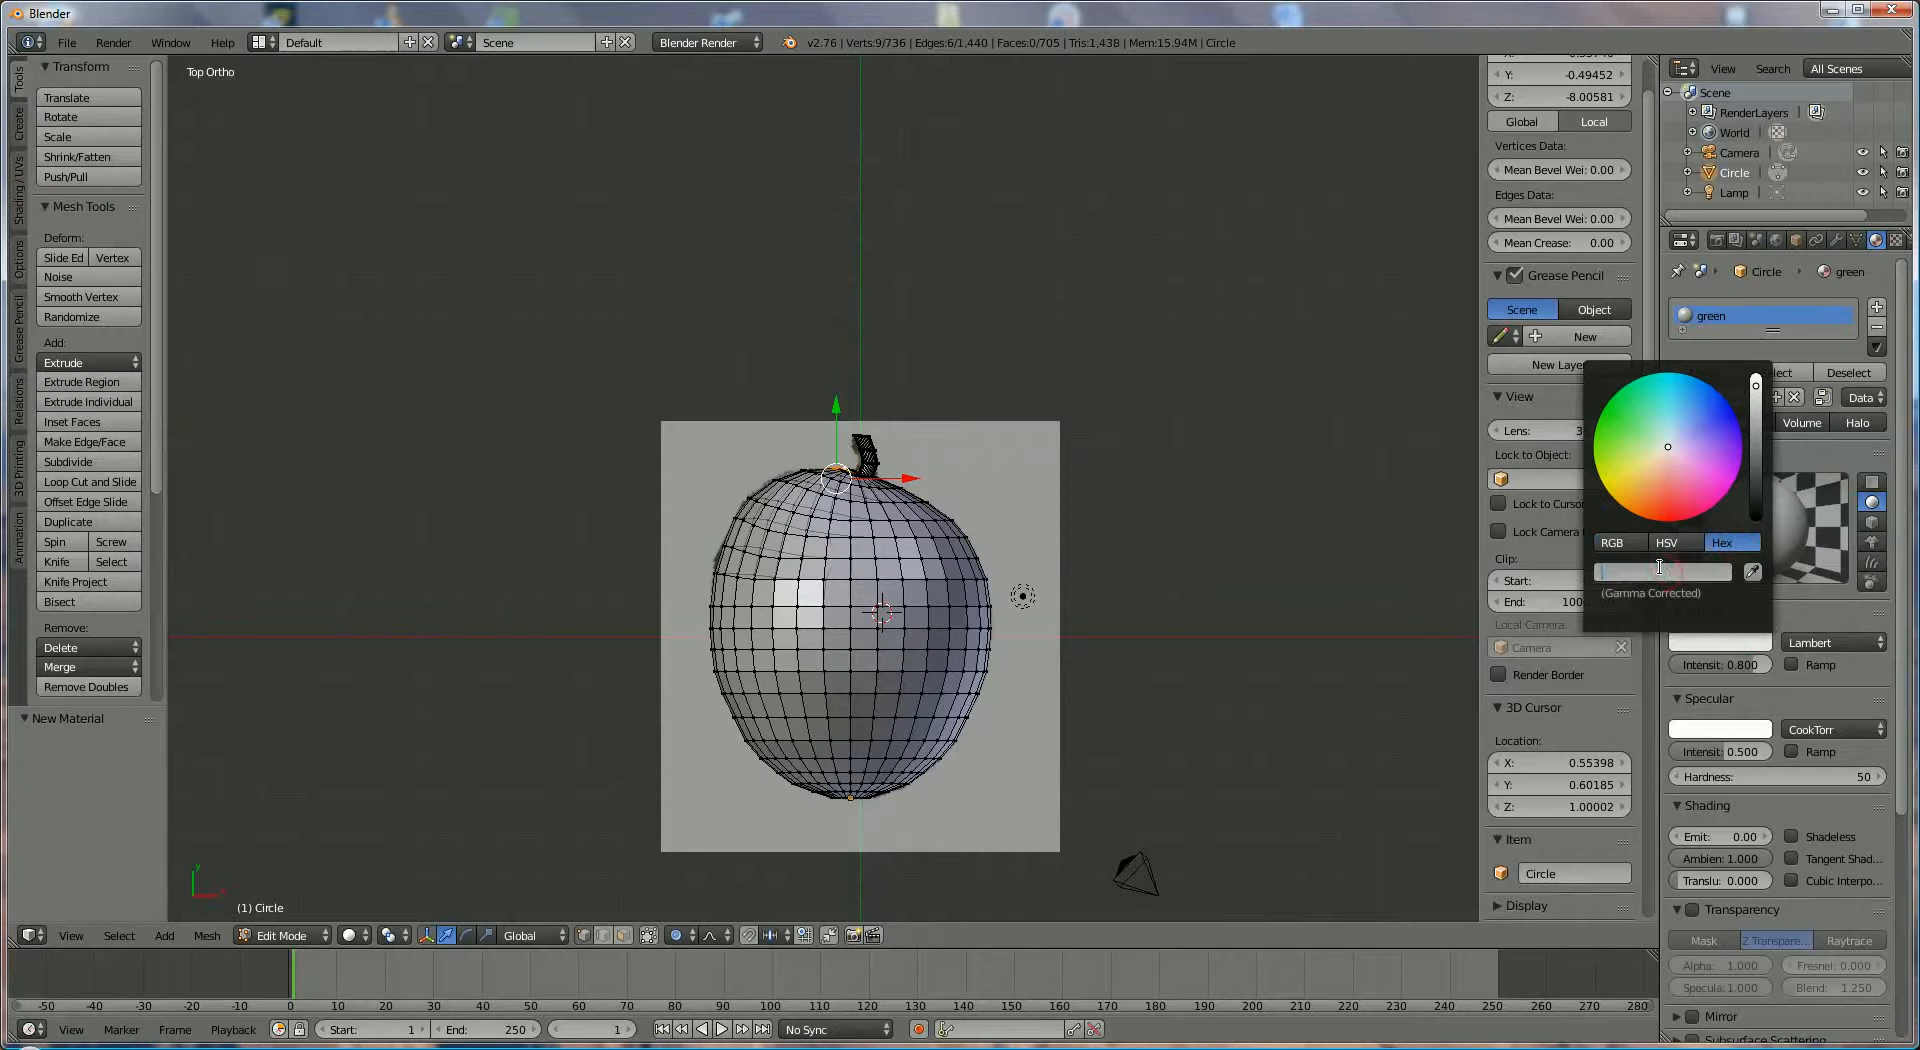 Blender
File Render Window Help Default Scene Blender Render v2.76 | Verts:9/736 | Edges:6/1,440 | Faces:0/705 | Tris:1,438 | Mem:15.94M | Circle
Tools
Create
Shading / UVs
Options
Grease Pencil
Relations
3D Printing
Animation
Transform
Translate
Rotate
Scale
Shrink/Fatten
Push/Pull
Mesh Tools
Deform:
Slide Ed Vertex
Noise
Smooth Vertex
Randomize
Add:
Extrude
Extrude Region
Extrude Individual
Inset Faces
Make Edge/Face
Subdivide
Loop Cut and Slide
Offset Edge Slide
Duplicate
Spin Screw
Knife Select
Knife Project
Bisect
Remove:
Delete
Merge
Remove Doubles
New Material
Top Ortho
(1) Circle
y
x
Y: -0.49452
Z: -8.00581
Global Local
Vertices Data:
Mean Bevel Wei: 0.00
Edges Data:
Mean Bevel Wei: 0.00
Mean Crease: 0.00
Grease Pencil
Scene Object
New
New Laye
View
Lens: 3
Lock to Object:
Lock to Cursor
Lock Camera
Clip:
Start:
End: 100
Local Camera:
Camera
Render Border
3D Cursor
Location:
X: 0.55398
Y: 0.60185
Z: 1.00002
Item
Circle
Display
View Search All Scenes
Scene
RenderLayers
World
Camera
Circle
Lamp
Circle green
green
elect Deselect
Data
Volume Halo
RGB HSV Hex
(Gamma Corrected)
Lambert
Intensit: 0.800 Ramp
Specular
CookTorr
Intensit: 0.500 Ramp
Hardness: 50
Shading
Emit: 0.00 Shadeless
Ambien: 1.000 Tangent Shad...
Translu: 0.000 Cubic Interpo...
Transparency
Mask Z Transpare... Raytrace
Alpha: 1.000 Fresnel: 0.000
Specula: 1.000 Blend: 1.250
Mirror
Subsurface Scattering
View Select Add Mesh Edit Mode Global
-50 -40 -30 -20 -10 0 10 20 30 40 50 60 70 80 90 100 110 120 130 140 150 160 170 180 190 200 210 220 230 240 250 260 270 280
View Marker Frame Playback Start: 1 End: 250 1 No Sync